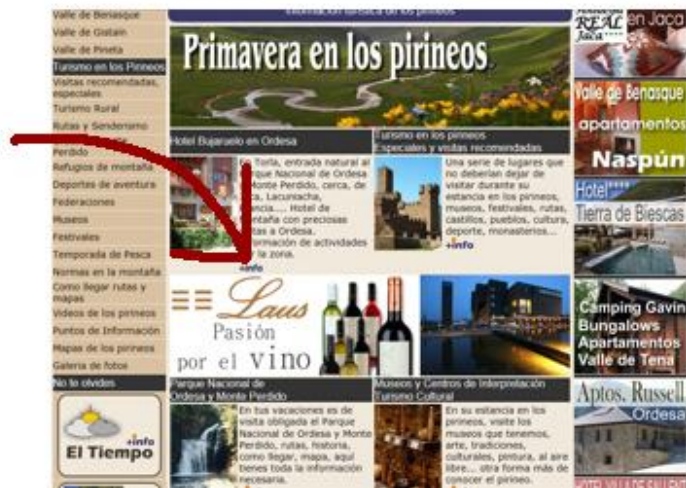 Información turística de los pirineos
Valle de Benasque
Valle de Gistain
Valle de Pineta
Turismo en los Pirineos
Visitas recomendadas,
especiales
Turismo Rural
Rutas y Senderismo
Perdido
Refugios de montaña
Deportes de aventura
Federaciones
Museos
Festivales
Temporada de Pesca
Normas en la montaña
Como llegar rutas y
mapas
Videos de los pirineos
Puntos de Información
Mapas de los pirineos
Galeria de fotos
No te olvides
+info
El Tiempo
Primavera en los pirineos
Hotel Bujaruelo en Ordesa
Torla, entrada natural al
Parque Nacional de Ordesa
Monte Perdido, cerca, de
Lacuniacha,
Hotel de
montaña con preciosas
a Ordesa.
Información de actividades
la zona.
+info
Turismo en los pirineos
Especiales y visitas recomendadas
Una serie de lugares que
no deberían dejar de
visitar durante su
estancia en los pirineos,
museos, festivales, rutas,
castillos, pueblos, cultura,
deporte, monasterios...
+info
Laus
Pasión
por el vino
Parque Nacional de
Ordesa y Monte Perdido
En tus vacaciones es de
visita obligada el Parque
Nacional de Ordesa y Monte
Perdido, rutas, historia,
como llegar, mapa, aqui
tienes toda la información
necesaria.
Museos y Centros de Interpretación
Turismo Cultural
En su estancia en los
pirineos, visite los
museos que tenemos,
arte, tradiciones,
culturales, pintura, al aire
libre... otra forma más de
conocer el pirineo.
REAL en Jaca
Jaca****
Valle de Benasque
apartamentos
Naspún
Hotel****
Tierra de Biescas
Camping Gavín
Bungalows
Apartamentos
Valle de Tena
Aptos. Russell
Ordesa
HOTEL VILLA DE SALLENT